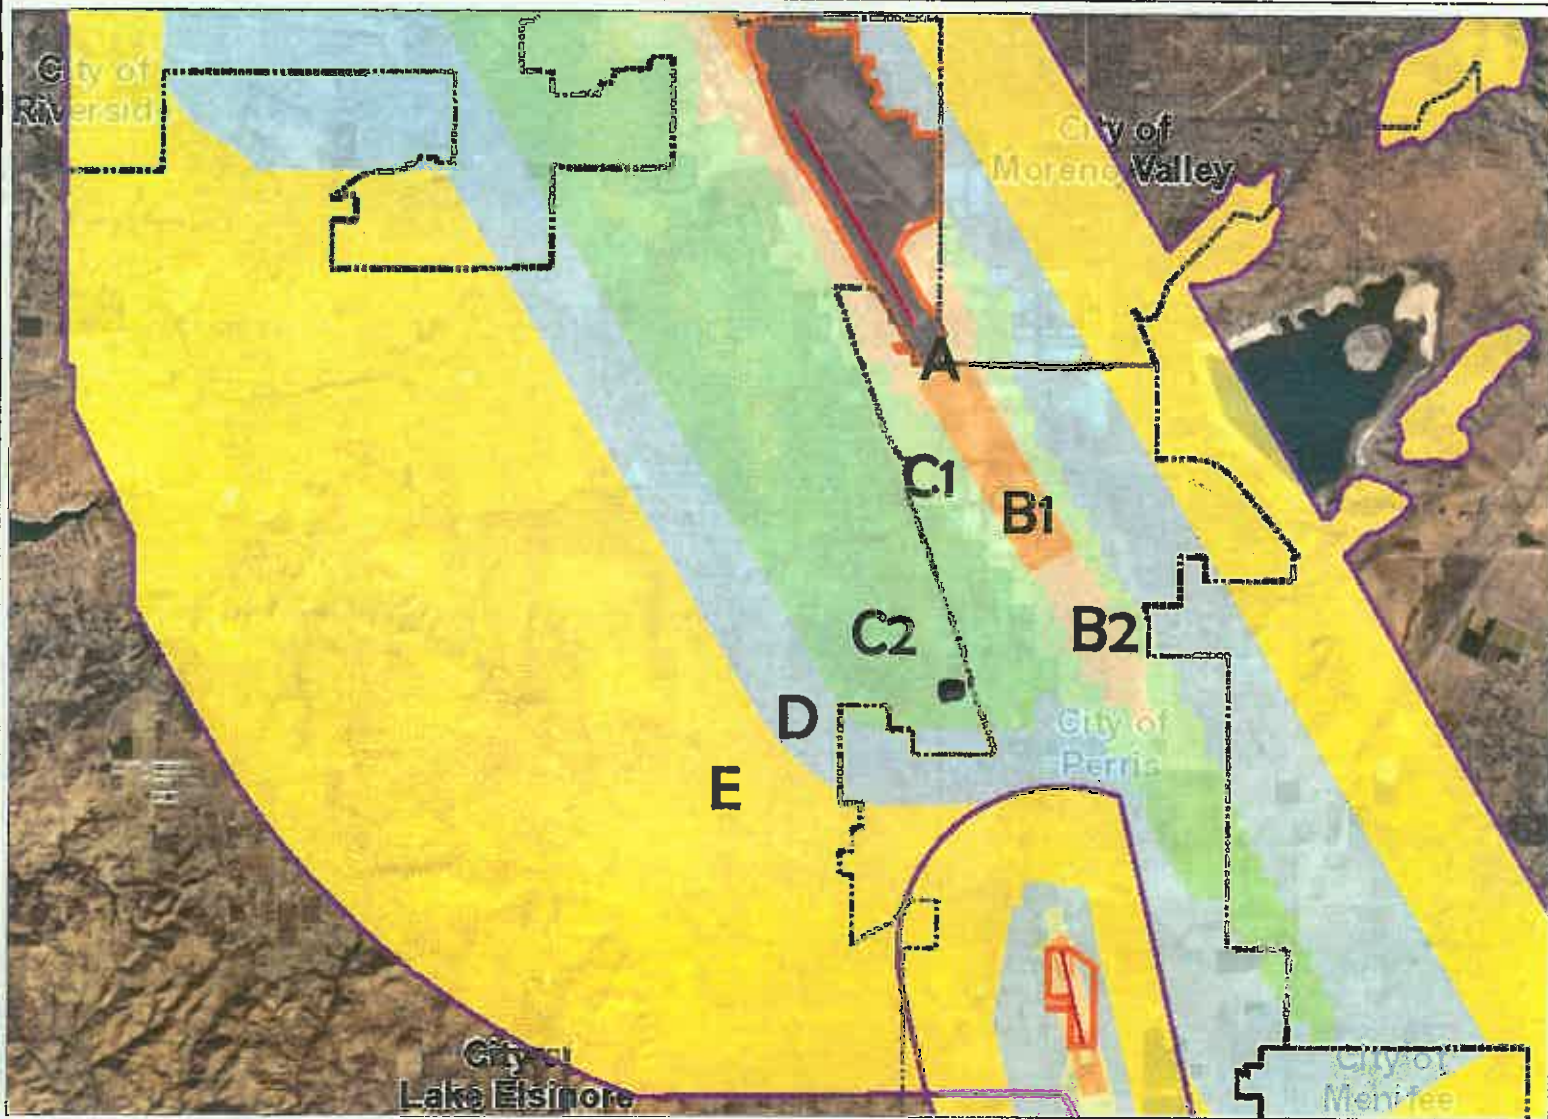 City of
Riverside
City of
Moreno Valley
A
C1
B1
C2
B2
D
City of
Perris
E
City of
Lake Elsinore
City of
Menifee